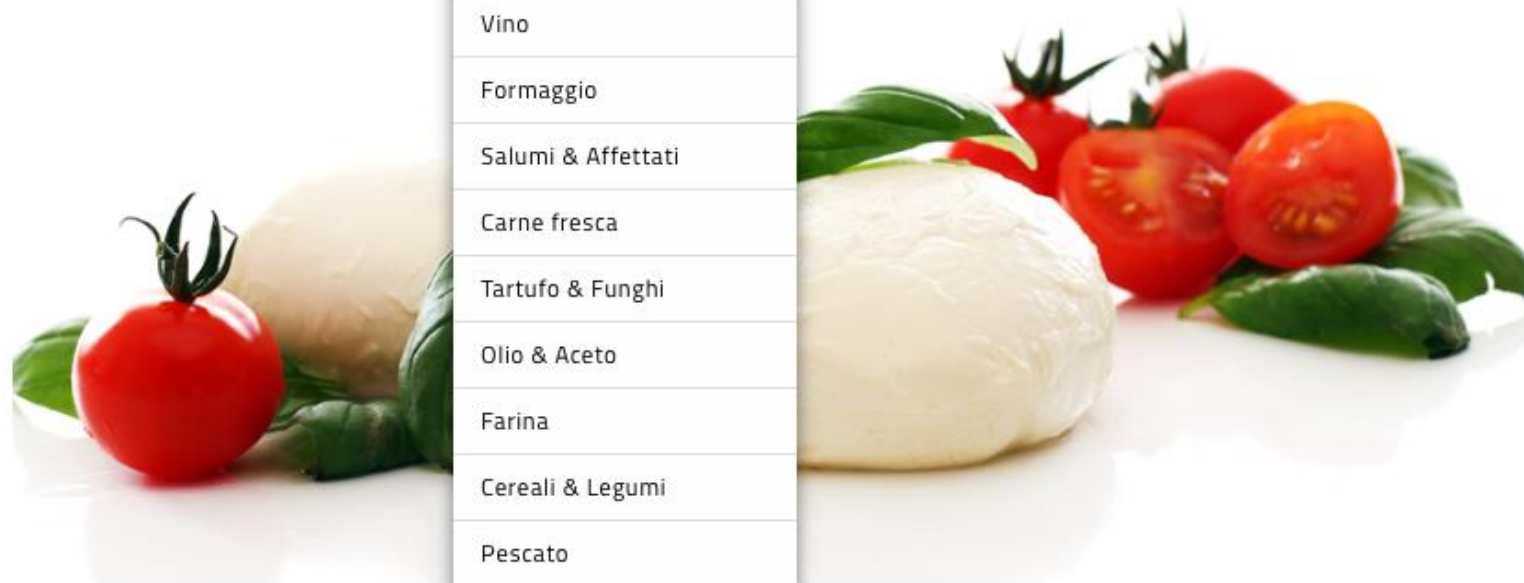 Vino
Formaggio
Salumi & Affettati
Carne fresca
Tartufo & Funghi
Olio & Aceto
Farina
Cereali & Legumi
Pescato